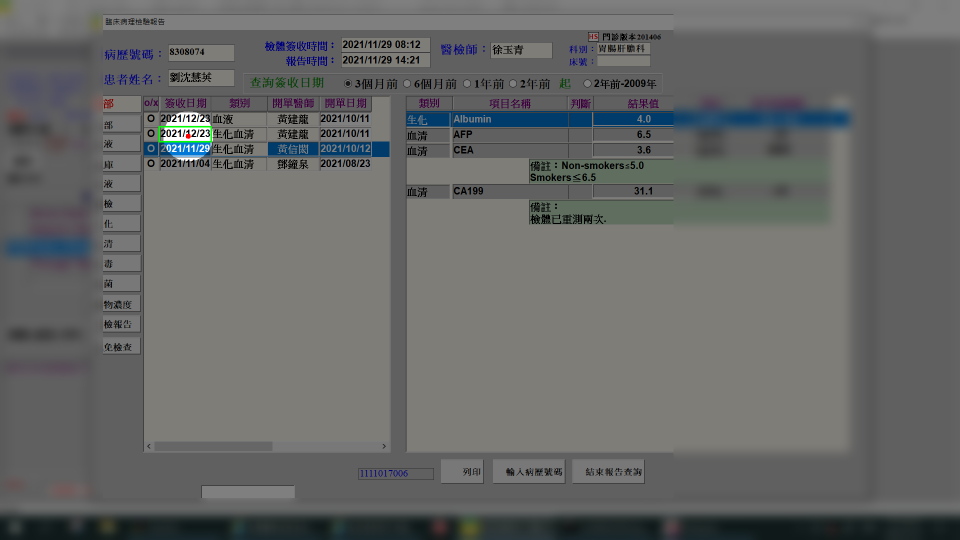 臨床病理檢驗報告
HS 門診版本201406
病歷號碼： 8308074 檢體簽收時間： 2021/11/29 08:12 醫檢師： 徐玉青 科別： 胃腸肝膽科
報告時間： 2021/11/29 14:21 床號：
患者姓名： 劉沈慧英 查詢簽收日期 3個月前 6個月前 1年前 2年前 起 2年前-2009年
部
部
液
庫
液
檢
化
清
毒
菌
物濃度
檢報告
免檢查
o/x 簽收日期 類別 開單醫師 開單日期
O 2021/12/23 血液 黃建龍 2021/10/11
O 2021/12/23 生化血清 黃建龍 2021/10/11
O 2021/11/29 生化血清 黃信閎 2021/10/12
O 2021/11/04 生化血清 鄧鐘泉 2021/08/23
類別 項目名稱 判斷 結果值
生化 Albumin 4.0
血清 AFP 6.5
血清 CEA 3.6
備註：Non-smokers≦5.0
Smokers≦6.5
血清 CA199 31.1
備註：
檢體已重測兩次.
1111017006 列印 輸入病歷號碼 結束報告查詢